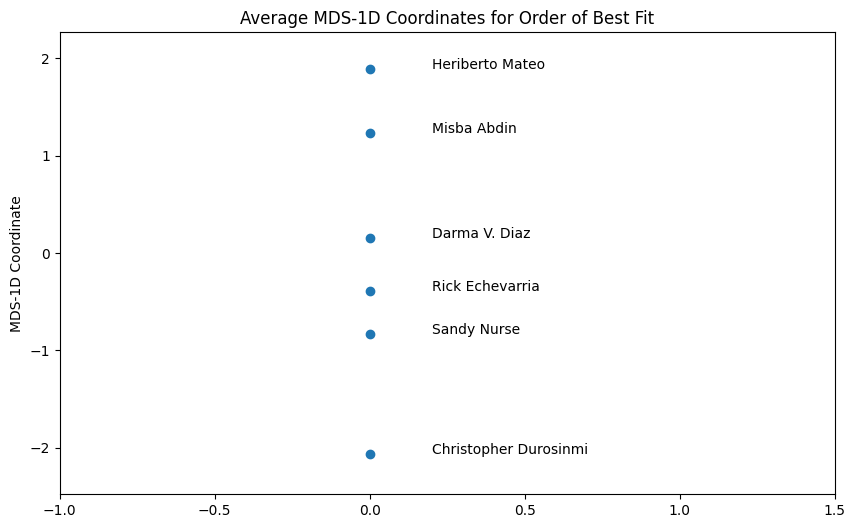 Average MDS-1D Coordinates for Order of Best Fit
MDS-1D Coordinate
2
1
0
−1
−2
Heriberto Mateo
Misba Abdin
Darma V. Diaz
Rick Echevarria
Sandy Nurse
Christopher Durosinmi
−1.0
−0.5
0.0
0.5
1.0
1.5